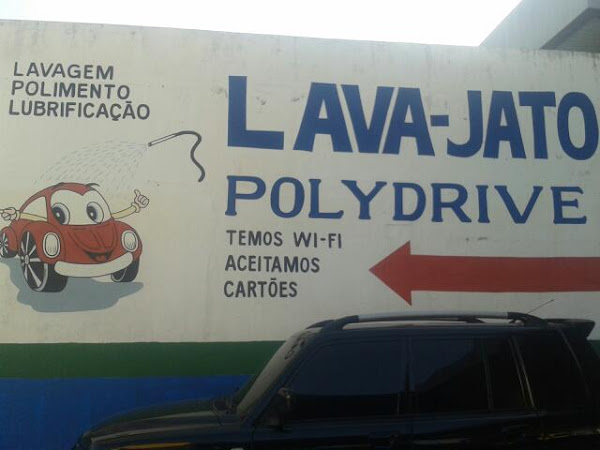 LAVAGEM
POLIMENTO
LUBRIFICAÇÃO
LAVA-JATO
POLYDRIVE
TEMOS WI-FI
ACEITAMOS
CARTÕES